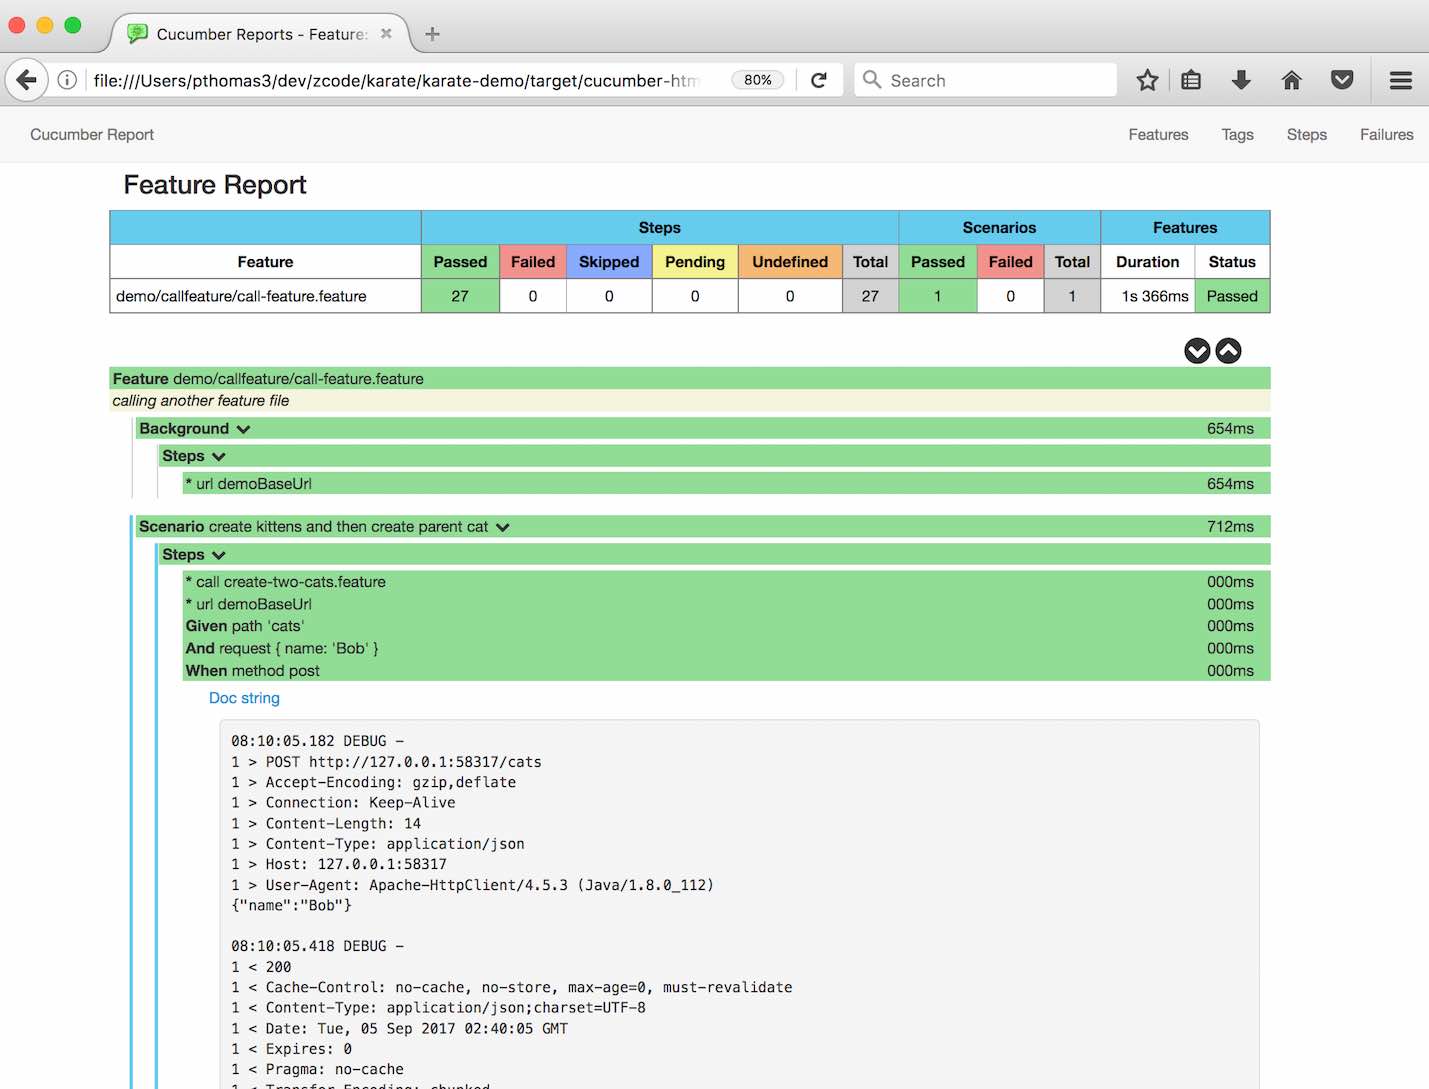 Cucumber Reports - Feature:
file:///Users/pthomas3/dev/zcode/karate/karate-demo/target/cucumber-htm
80%
Search
Cucumber Report
Features
Tags
Steps
Failures
Feature Report
Steps Scenarios Features
Feature Passed Failed Skipped Pending Undefined Total Passed Failed Total Duration Status
demo/callfeature/call-feature.feature 27 0 0 0 0 27 1 0 1 1s 366ms Passed
Feature demo/callfeature/call-feature.feature
calling another feature file
Background 654ms
Steps
* url demoBaseUrl 654ms
Scenario create kittens and then create parent cat 712ms
Steps
* call create-two-cats.feature 000ms
* url demoBaseUrl 000ms
Given path 'cats' 000ms
And request { name: 'Bob' } 000ms
When method post 000ms
Doc string
08:10:05.182 DEBUG -
1 > POST http://127.0.0.1:58317/cats
1 > Accept-Encoding: gzip,deflate
1 > Connection: Keep-Alive
1 > Content-Length: 14
1 > Content-Type: application/json
1 > Host: 127.0.0.1:58317
1 > User-Agent: Apache-HttpClient/4.5.3 (Java/1.8.0_112)
{"name":"Bob"}
08:10:05.418 DEBUG -
1 < 200
1 < Cache-Control: no-cache, no-store, max-age=0, must-revalidate
1 < Content-Type: application/json;charset=UTF-8
1 < Date: Tue, 05 Sep 2017 02:40:05 GMT
1 < Expires: 0
1 < Pragma: no-cache
1 < Transfer-Encoding: chunked